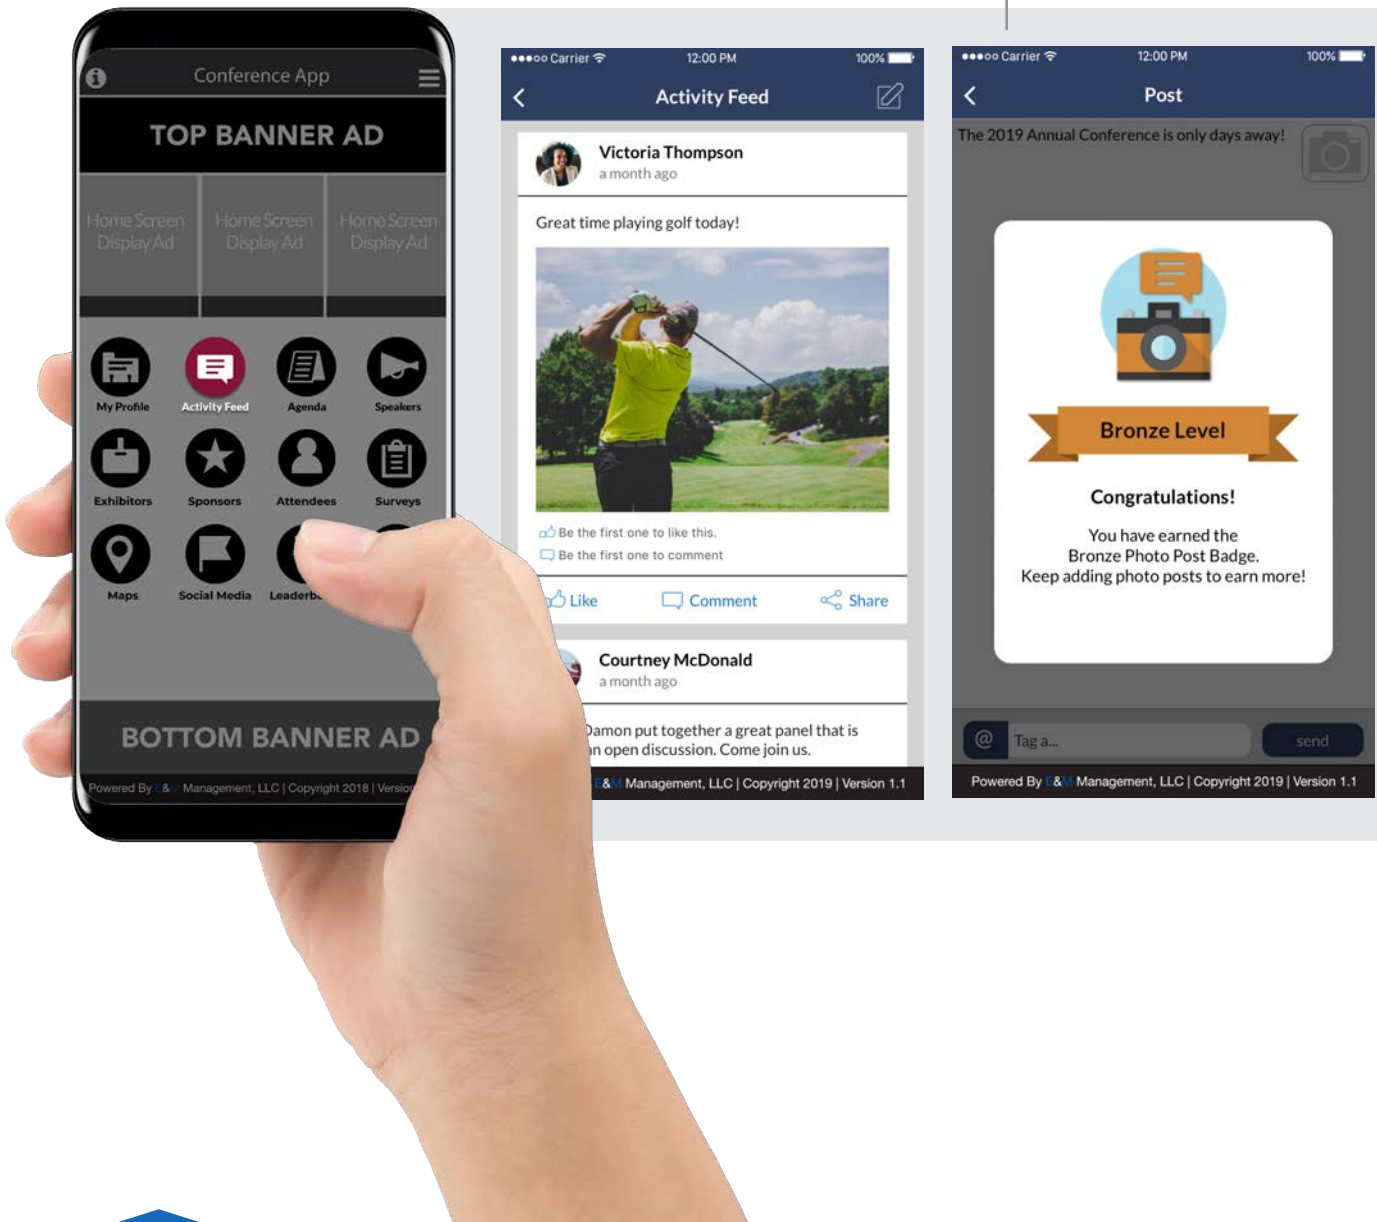 Conference App
TOP BANNER AD
Home Screen
Display Ad
Home Screen
Display Ad
Home Screen
Display Ad
My Profile
Activity Feed
Agenda
Speakers
Exhibitors
Sponsors
Attendees
Surveys
Maps
Social Media
BOTTOM BANNER AD
Powered By E&M Management, LLC | Copyright 2018 | Version
Carrier 12:00 PM 100%
Activity Feed
Victoria Thompson
a month ago
Great time playing golf today!
Be the first one to like this.
Be the first one to comment
Like Comment Share
Courtney McDonald
a month ago
Damon put together a great panel that is
an open discussion. Come join us.
E&M Management, LLC | Copyright 2019 | Version 1.1
Carrier 12:00 PM 100%
Post
The 2019 Annual Conference is only days away!
Bronze Level
Congratulations!
You have earned the
Bronze Photo Post Badge.
Keep adding photo posts to earn more!
@ Tag a... send
Powered By E&M Management, LLC | Copyright 2019 | Version 1.1